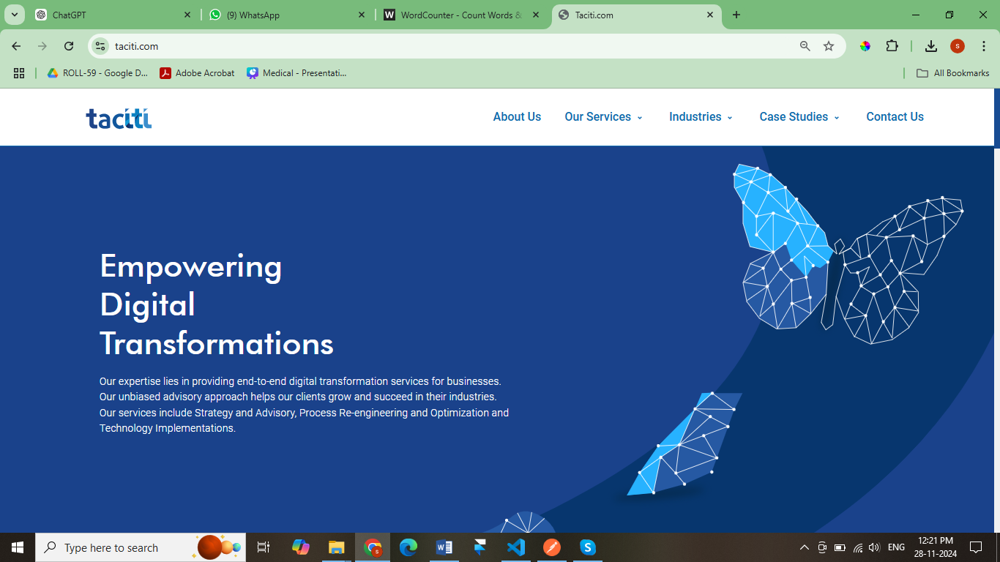 ChatGPT
(9) WhatsApp
W
WordCounter - Count Words &
Taciti.com
taciti.com
s
ROLL-59 - Google D...
Adobe Acrobat
Medical - Presentati...
All Bookmarks
taciti
About Us
Our Services
Industries
Case Studies
Contact Us
Empowering
Digital
Transformations
Our expertise lies in providing end-to-end digital transformation services for businesses.
Our unbiased advisory approach helps our clients grow and succeed in their industries.
Our services include Strategy and Advisory, Process Re-engineering and Optimization and
Technology Implementations.
Type here to search
ENG
12:21 PM
28-11-2024